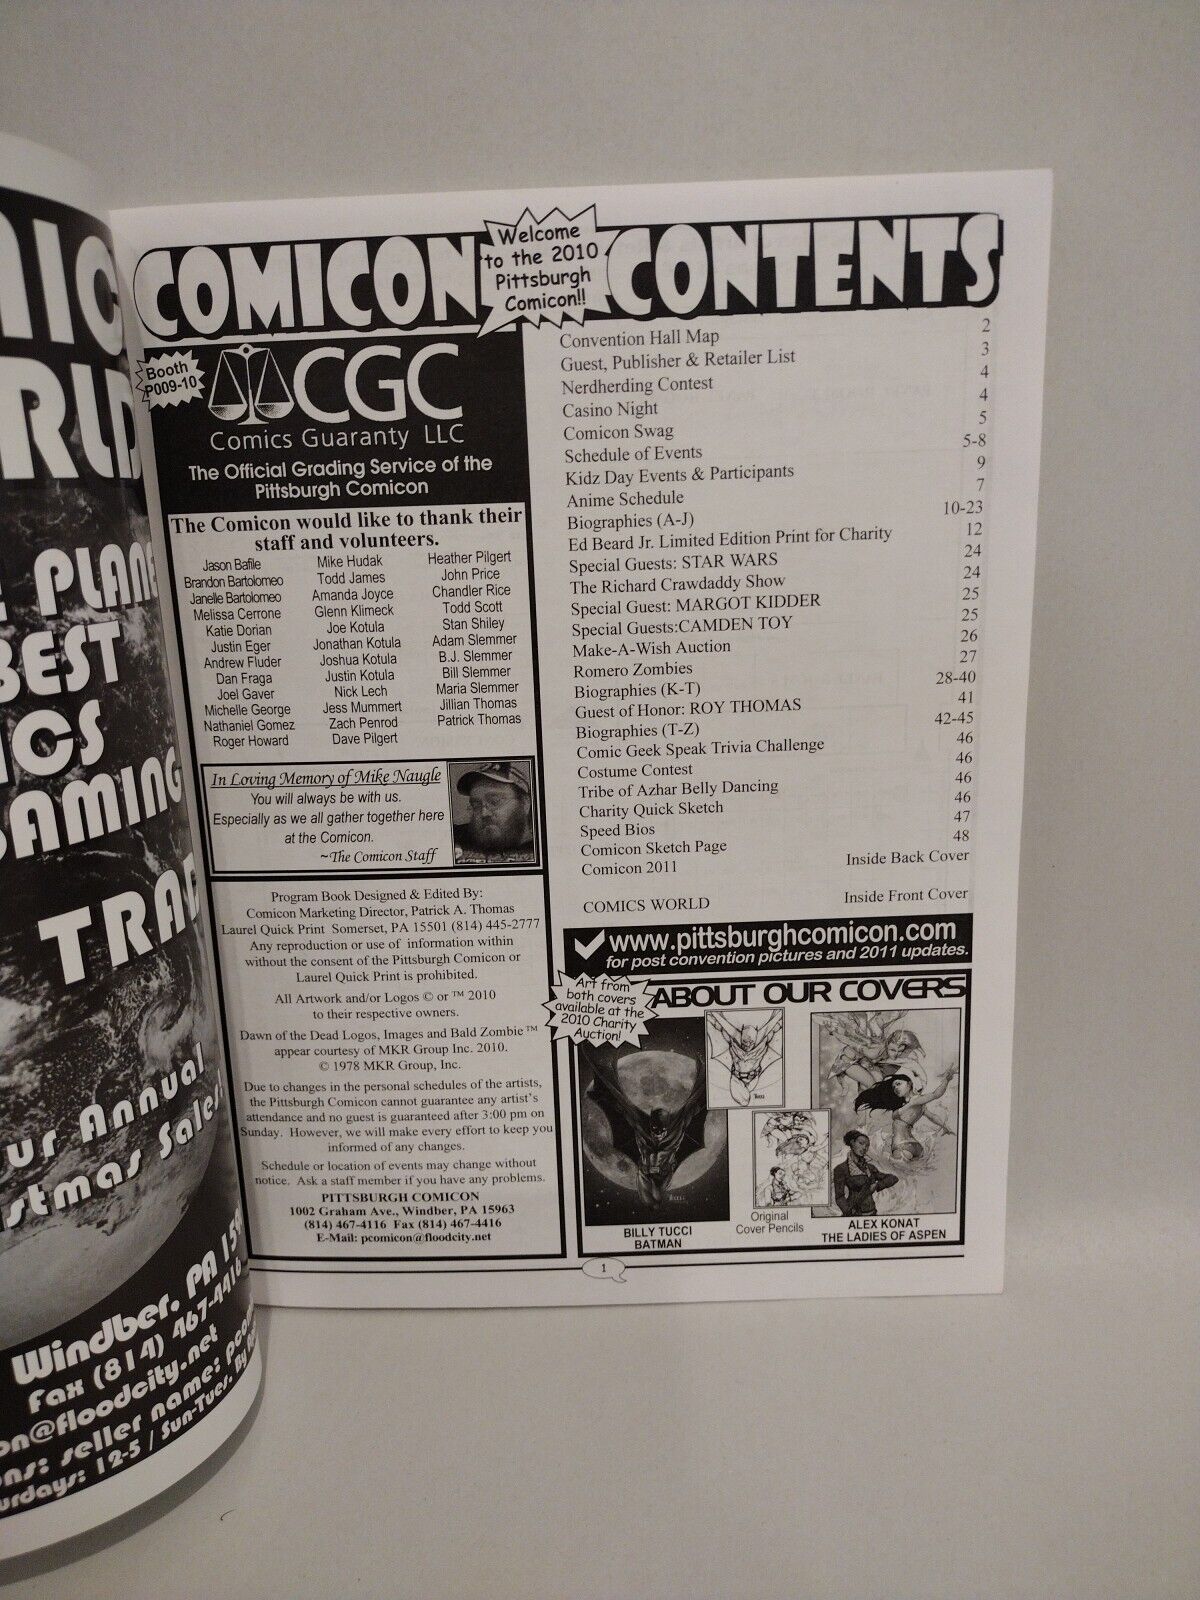 COMICON
Welcome
to the 2010
Pittsburgh
Comicon!!
CONTENTS
Booth
P009-10
CGC
Comics Guaranty LLC
The Official Grading Service of the
Pittsburgh Comicon
The Comicon would like to thank their
staff and volunteers.
Jason Bafile
Brandon Bartolomeo
Janelle Bartolomeo
Melissa Cerrone
Katie Dorian
Justin Eger
Andrew Fluder
Dan Fraga
Joel Gaver
Michelle George
Nathaniel Gomez
Roger Howard
Mike Hudak
Todd James
Amanda Joyce
Glenn Klimeck
Joe Kotula
Jonathan Kotula
Joshua Kotula
Justin Kotula
Nick Lech
Jess Mummert
Zach Penrod
Dave Pilgert
Heather Pilgert
John Price
Chandler Rice
Todd Scott
Stan Shiley
Adam Slemmer
B.J. Slemmer
Bill Slemmer
Maria Slemmer
Jillian Thomas
Patrick Thomas
In Loving Memory of Mike Naugle
You will always be with us.
Especially as we all gather together here
at the Comicon.
~The Comicon Staff
Program Book Designed & Edited By:
Comicon Marketing Director, Patrick A. Thomas
Laurel Quick Print Somerset, PA 15501 (814) 445-2777
Any reproduction or use of information within
without the consent of the Pittsburgh Comicon or
Laurel Quick Print is prohibited.
All Artwork and/or Logos © or ™ 2010
to their respective owners.
Dawn of the Dead Logos, Images and Bald Zombie™
appear courtesy of MKR Group Inc. 2010.
© 1978 MKR Group, Inc.
Due to changes in the personal schedules of the artists,
the Pittsburgh Comicon cannot guarantee any artist's
attendance and no guest is guaranteed after 3:00 pm on
Sunday. However, we will make every effort to keep you
informed of any changes.
Schedule or location of events may change without
notice. Ask a staff member if you have any problems.
PITTSBURGH COMICON
1002 Graham Ave., Windber, PA 15963
(814) 467-4116 Fax (814) 467-4416
E-Mail: pcomicon@floodcity.net
Convention Hall Map 2
Guest, Publisher & Retailer List 3
Nerdherding Contest 4
Casino Night 4
Comicon Swag 5
Schedule of Events 5-8
Kidz Day Events & Participants 9
Anime Schedule 7
Biographies (A-J) 10-23
Ed Beard Jr. Limited Edition Print for Charity 12
Special Guests: STAR WARS 24
The Richard Crawdaddy Show 24
Special Guest: MARGOT KIDDER 25
Special Guests:CAMDEN TOY 25
Make-A-Wish Auction 26
Romero Zombies 27
Biographies (K-T) 28-40
Guest of Honor: ROY THOMAS 41
Biographies (T-Z) 42-45
Comic Geek Speak Trivia Challenge 46
Costume Contest 46
Tribe of Azhar Belly Dancing 46
Charity Quick Sketch 46
Speed Bios 47
Comicon Sketch Page 48
Comicon 2011 Inside Back Cover
COMICS WORLD Inside Front Cover
www.pittsburghcomicon.com
for post convention pictures and 2011 updates.
Art from
both covers
available at the
2010 Charity
Auction!
ABOUT OUR COVERS
BILLY TUCCI
BATMAN
Original
Cover Pencils
ALEX KONAT
THE LADIES OF ASPEN
1
BEST
TRAD
ur Annual
Windber, PA
Fax (814) 467-4416
on@floodcity.net
seller name:
12-5 / Sun-Tues.